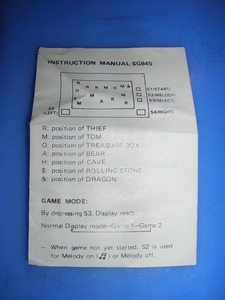 INSTRUCTION MANUAL-SG845
S1(START)
S2(MELODY)
S3(SELECT)
(LEFT)
S4(RIGHT)
R: position of THIEF
M: position of TOM
O: position of TREASURE BOX
A: position of BEAR
H: position of CAVE
$: position of ROLLING STONE
&: position of DRAGON
GAME MODE:
By depressing S3, Display reads
Normal Display mode–Game 1–Game 2
– When game not yet started, S2 is used
for Melody on (♫) or Melody off.